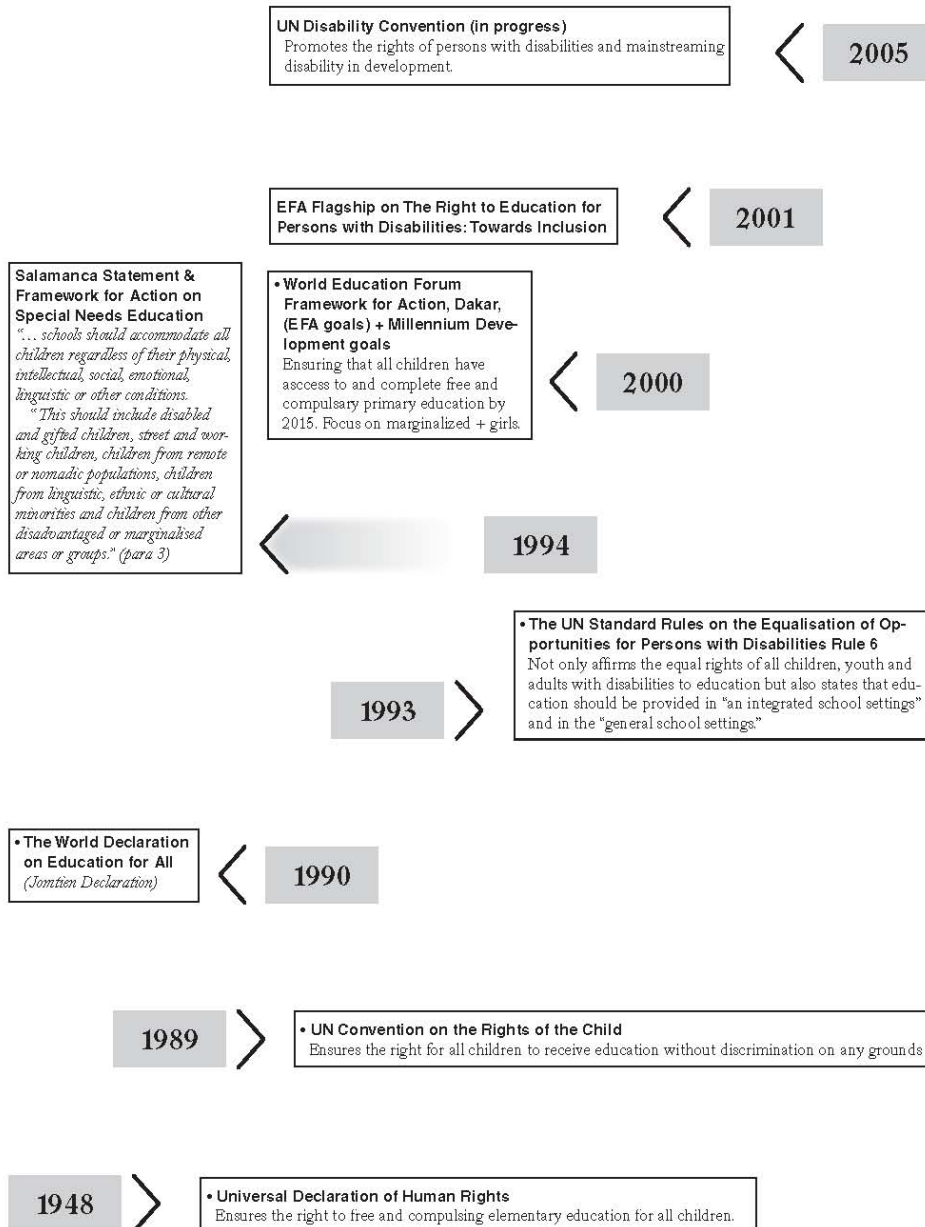 UN Disability Convention (in progress)
Promotes the rights of persons with disabilities and mainstreaming
disability in development.
2005
EFA Flagship on The Right to Education for
Persons with Disabilities: Towards Inclusion
2001
Salamanca Statement &
Framework for Action on
Special Needs Education
"... schools should accommodate all
children regardless of their physical,
intellectual, social, emotional,
linguistic or other conditions.
"This should include disabled
and gifted children, street and wor-
king children, children from remote
or nomadic populations, children
from linguistic, ethnic or cultural
minorities and children from other
disadvantaged or marginalised
areas or groups." (para 3)
• World Education Forum
Framework for Action, Dakar,
(EFA goals) + Millennium Deve-
lopment goals
Ensuring that all children have
asccess to and complete free and
compulsary primary education by
2015. Focus on marginalized + girls.
2000
1994
• The UN Standard Rules on the Equalisation of Op-
portunities for Persons with Disabilities Rule 6
Not only affirms the equal rights of all children, youth and
adults with disabilities to education but also states that edu-
cation should be provided in "an integrated school settings"
and in the "general school settings."
1993
• The World Declaration
on Education for All
(Jomtien Declaration)
1990
1989
• UN Convention on the Rights of the Child
Ensures the right for all children to receive education without discrimination on any grounds
1948
• Universal Declaration of Human Rights
Ensures the right to free and compulsing elementary education for all children.